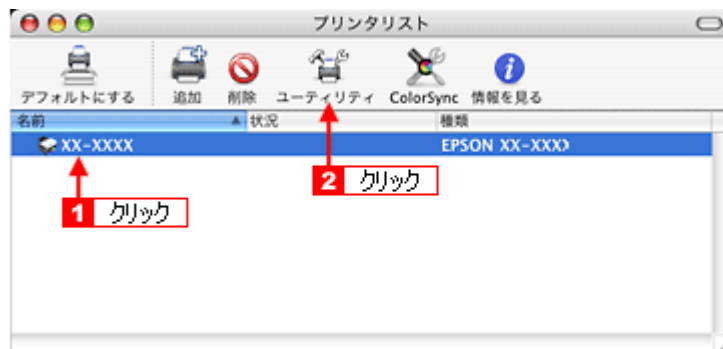 プリンタリスト
デフォルトにする 追加 削除 ユーティリティ ColorSync 情報を見る
名前 状況 種類
XX-XXXX EPSON XX-XXX
2 クリック
1 クリック